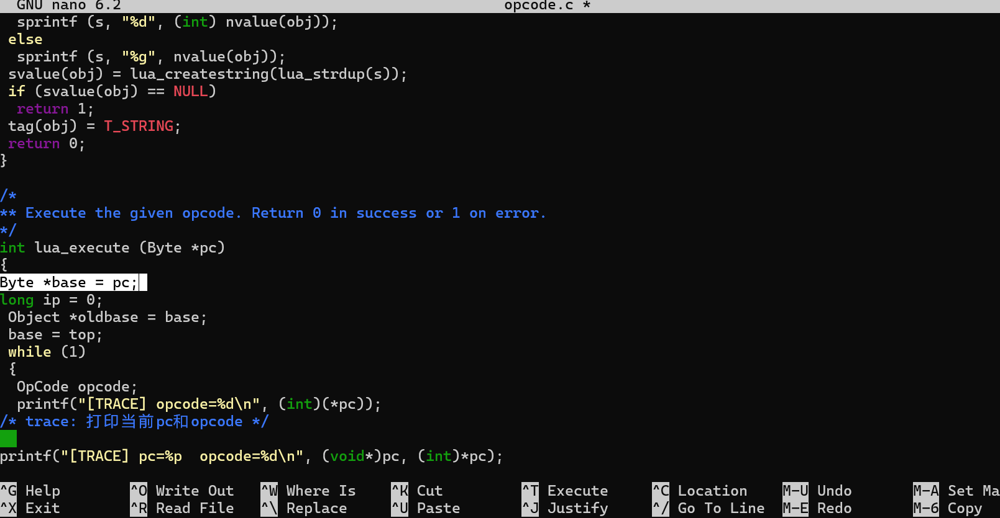 GNU nano 6.2 opcode.c *
sprintf (s, "%d", (int) nvalue(obj));
else
sprintf (s, "%g", nvalue(obj));
svalue(obj) = lua_createstring(lua_strdup(s));
if (svalue(obj) == NULL)
return 1;
tag(obj) = T_STRING;
return 0;
}
/*
** Execute the given opcode. Return 0 in success or 1 on error.
*/
int lua_execute (Byte *pc)
{
Byte *base = pc;
long ip = 0;
Object *oldbase = base;
base = top;
while (1)
{
OpCode opcode;
printf("[TRACE] opcode=%d\n", (int)(*pc));
/* trace: 打印当前pc和opcode */
printf("[TRACE] pc=%p  opcode=%d\n", (void*)pc, (int)*pc);
^G Help ^O Write Out ^W Where Is ^K Cut ^T Execute ^C Location M-U Undo M-A Set Ma
^X Exit ^R Read File ^\ Replace ^U Paste ^J Justify ^/ Go To Line M-E Redo M-6 Copy